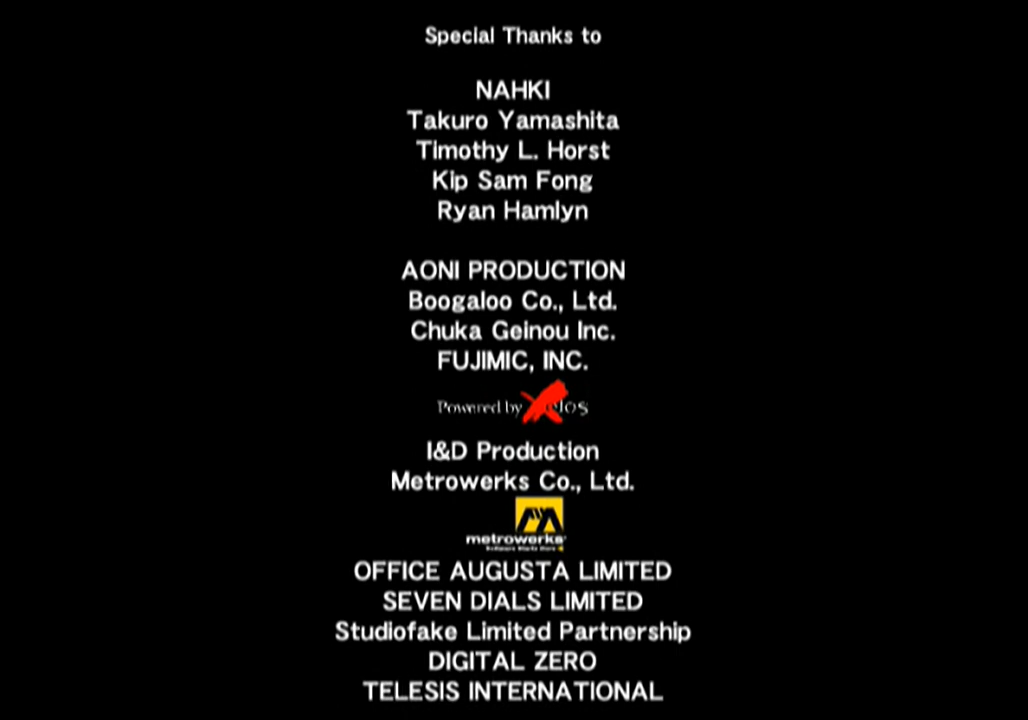 Special Thanks to
NAHKI
Takuro Yamashita
Timothy L. Horst
Kip Sam Fong
Ryan Hamlyn
AONI PRODUCTION
Boogaloo Co., Ltd.
Chuka Geinou Inc.
FUJIMIC, INC.
Powered by
I&D Production
Metrowerks Co., Ltd.
metrowerks
OFFICE AUGUSTA LIMITED
SEVEN DIALS LIMITED
Studiofake Limited Partnership
DIGITAL ZERO
TELESIS INTERNATIONAL